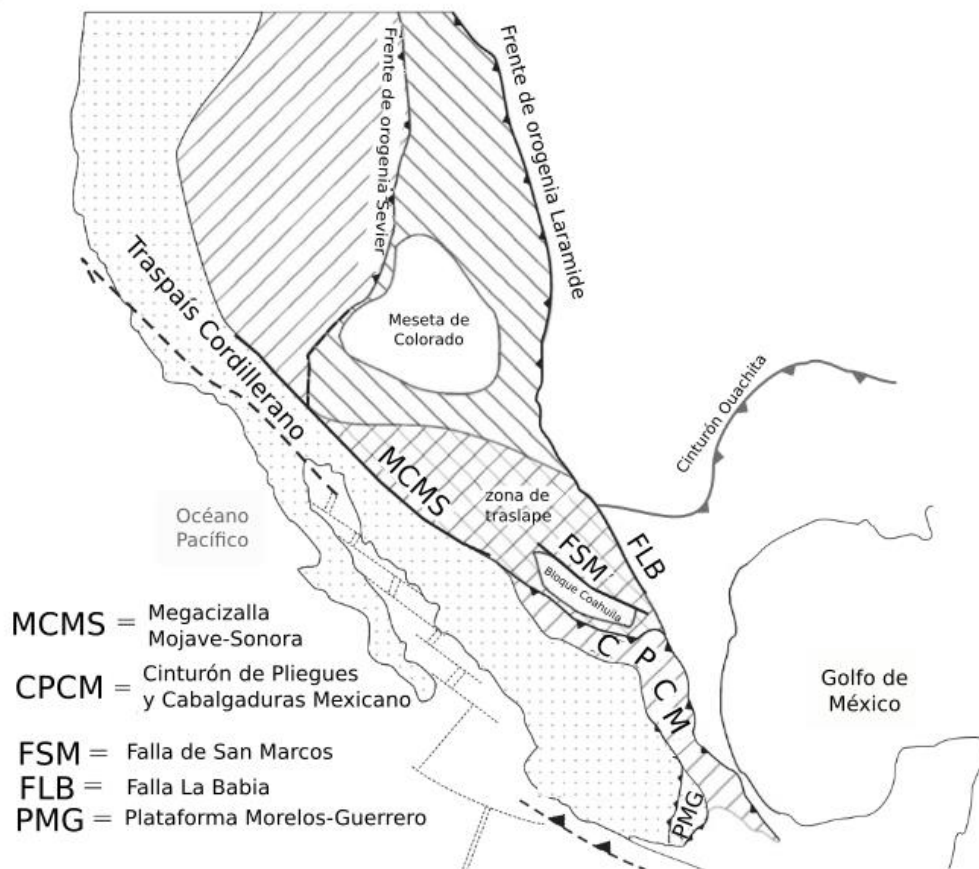 Frente de orogenia Sevier
Frente de orogenia Laramide
Traspaís Cordillerano
Meseta de
Colorado
Cinturón Ouachita
MCMS
zona de
traslape
Océano
Pacífico
FSM
FLB
Bloque Coahuila
C P C M
Golfo de
México
PMG
MCMS = Megacizalla
Mojave-Sonora
CPCM = Cinturón de Pliegues
y Cabalgaduras Mexicano
FSM = Falla de San Marcos
FLB = Falla La Babia
PMG = Plataforma Morelos-Guerrero